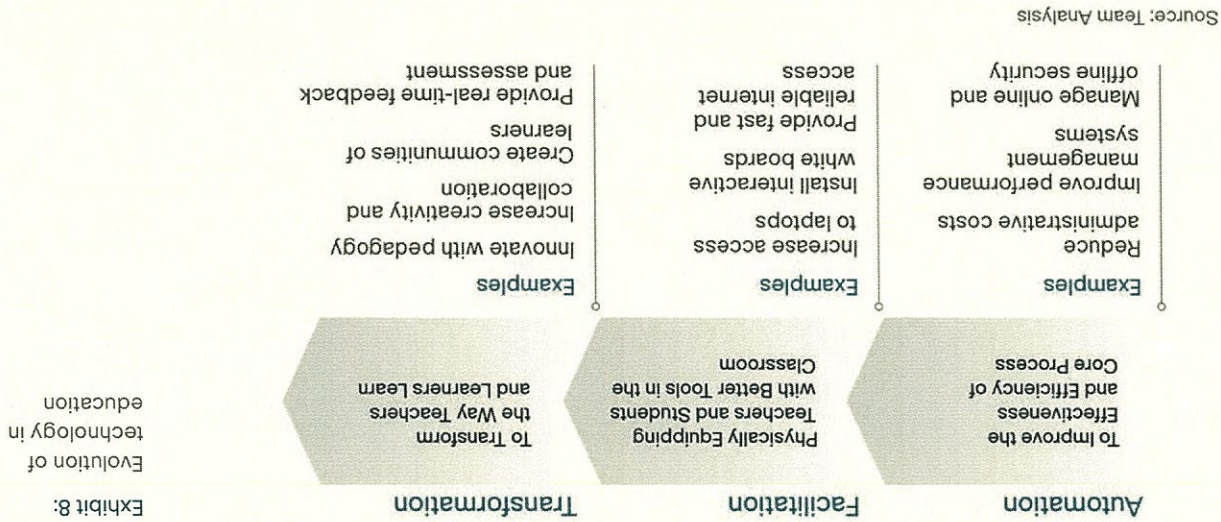 Exhibit 8:
Evolution of
technology in
education
Automation
To Improve the
Effectiveness
and Efficiency of
Core Process
Examples
Reduce
administrative costs
Improve performance
management
systems
Manage online and
offline security
Facilitation
Physically Equipping
Teachers and Students
with Better Tools in the
Classroom
Examples
Increase access
to laptops
Install interactive
white boards
Provide fast and
reliable internet
access
Transformation
To Transform
the Way Teachers
and Learners Learn
Examples
Innovate with pedagogy
Increase creativity and
collaboration
Create communities of
learners
Provide real-time feedback
and assessment
Source: Team Analysis